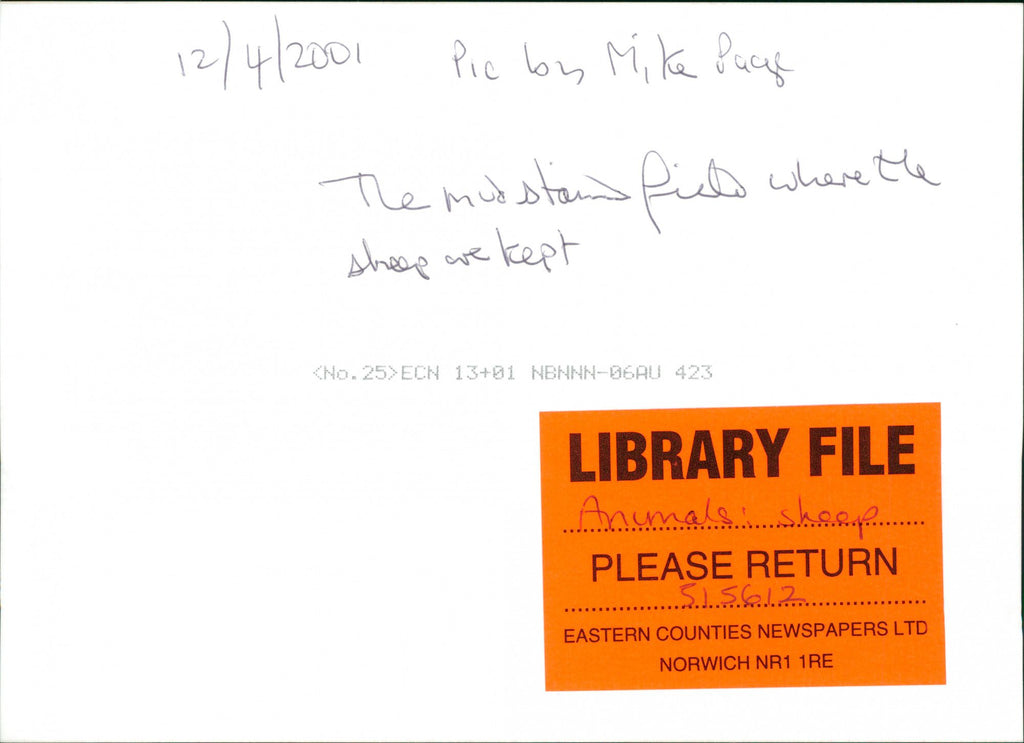 12/4/2001 Pic by Mike Page
The mud stained field where the
sheep are kept
<No.25>ECN 13+01 NBNNN-06AU 423
LIBRARY FILE
Animals: sheep
PLEASE RETURN
515612
EASTERN COUNTIES NEWSPAPERS LTD
NORWICH NR1 1RE